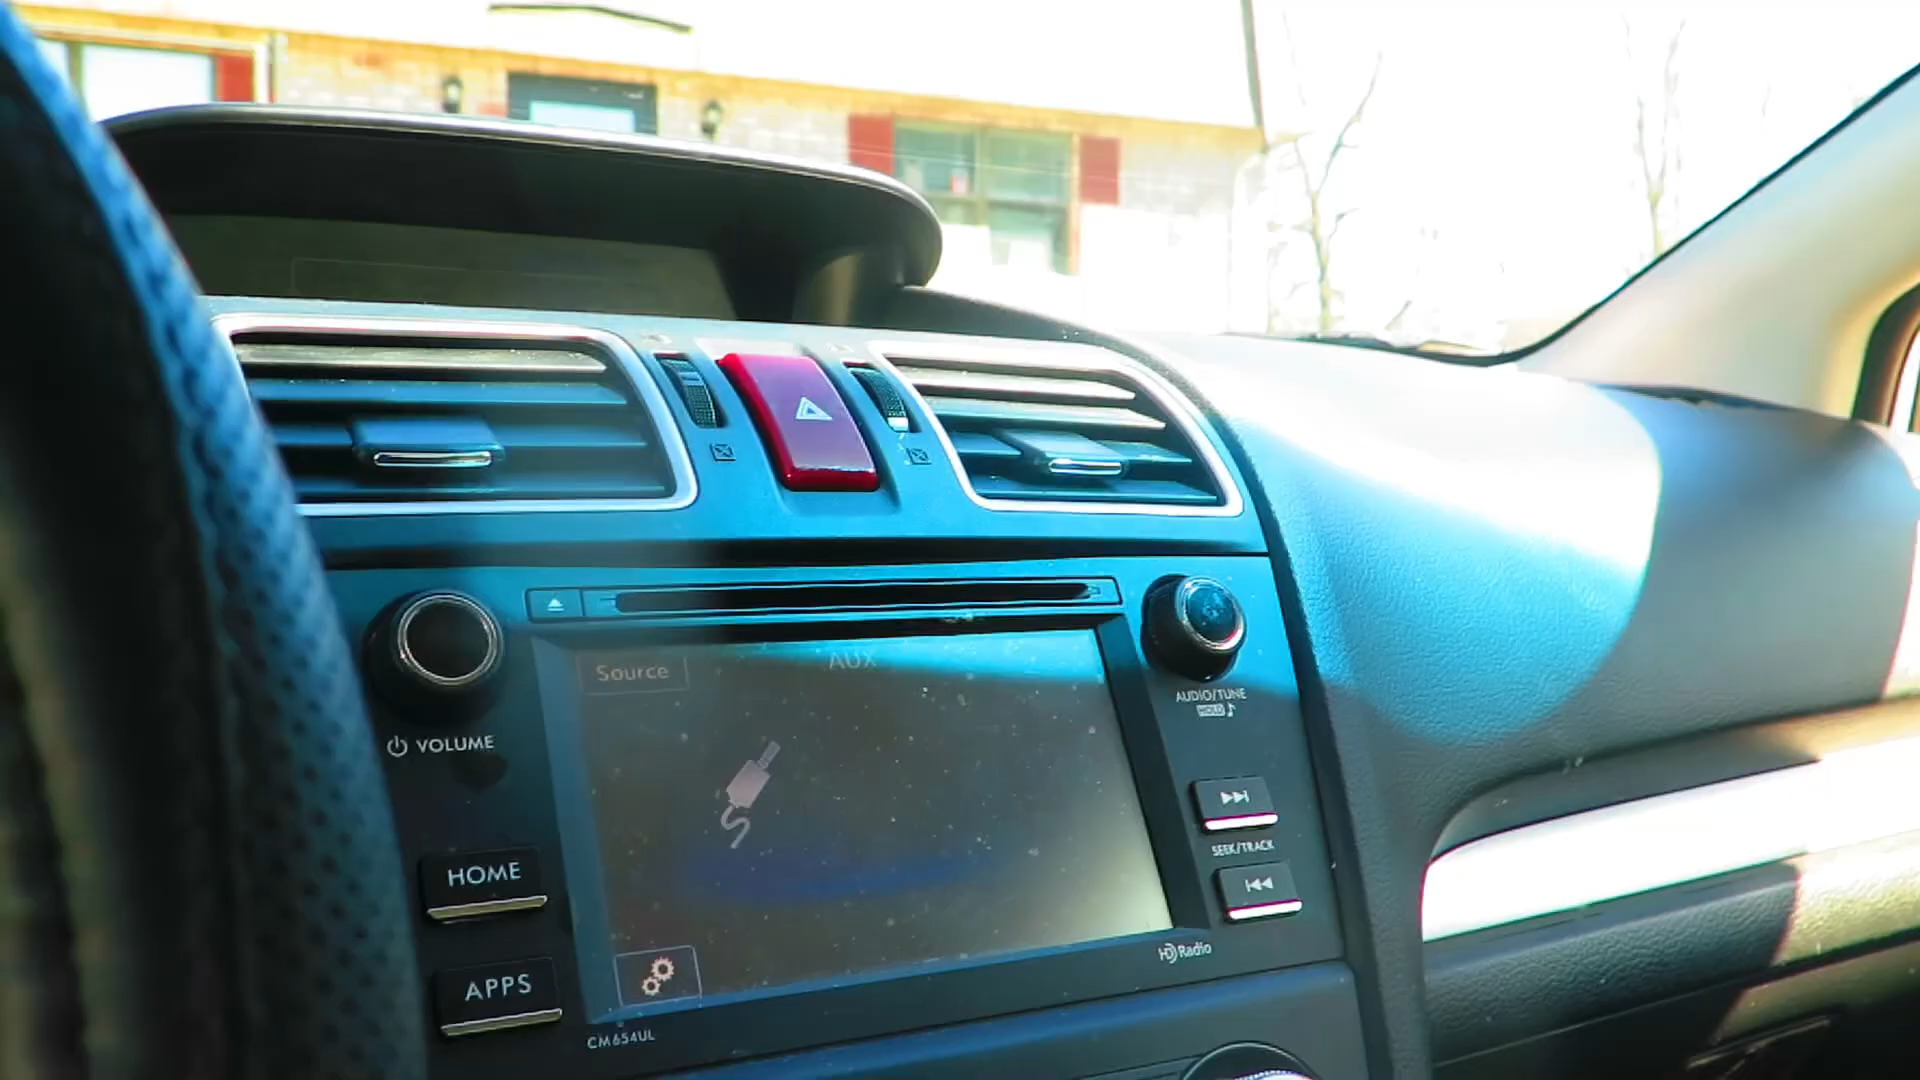 Source
AUX
VOLUME
AUDIO/TUNE
HOLD
SEEK/TRACK
HOME
APPS
HD Radio
CM654UL